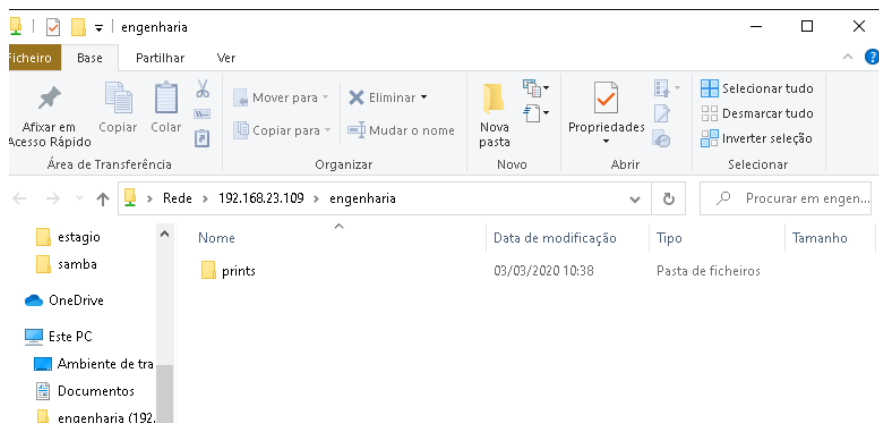 engenharia
Ficheiro Base Partilhar Ver
Afixar em Acesso Rápido
Copiar
Colar
Mover para
Copiar para
Eliminar
Mudar o nome
Nova pasta
Propriedades
Selecionar tudo
Desmarcar tudo
Inverter seleção
Área de Transferência Organizar Novo Abrir Selecionar
Rede > 192.168.23.109 > engenharia
Procurar em engen...
estagio
samba
OneDrive
Este PC
Ambiente de tra
Documentos
engenharia (192.
Nome Data de modificação Tipo Tamanho
prints 03/03/2020 10:38 Pasta de ficheiros